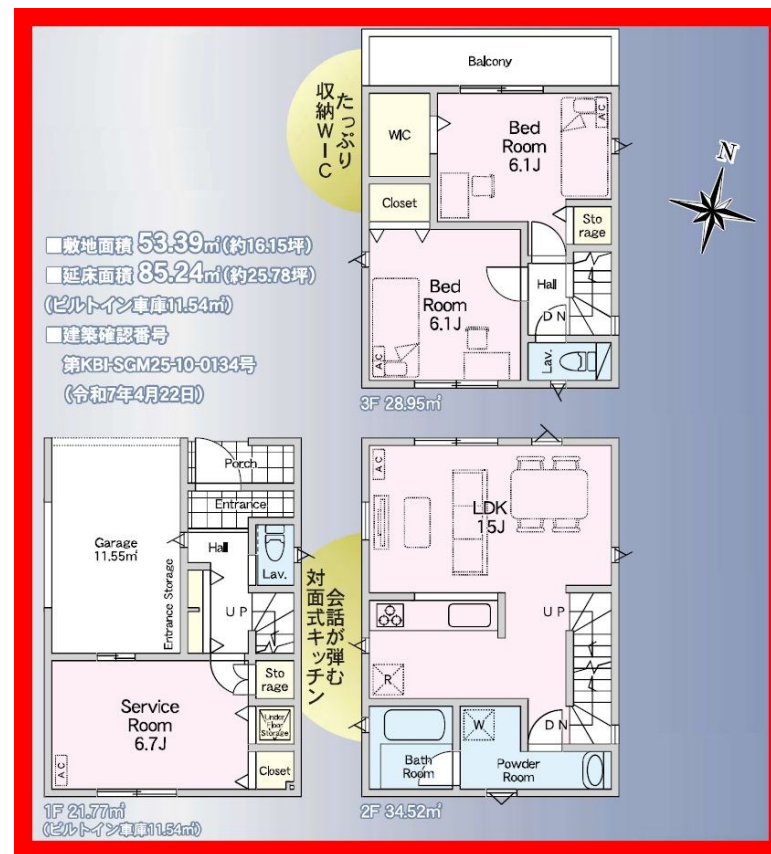 Balcony
たっぷり
収納WIC
WIC
Bed
Room
6.1J
AC
N
Closet
Sto
rage
■敷地面積 53.39㎡(約16.15坪)
■延床面積 85.24㎡(約25.78坪)
(ビルトイン車庫11.54㎡)
■建築確認番号
第KBI-SGM25-10-0134号
(令和7年4月22日)
Bed
Room
6.1J
Hall
DN
AC
Lav.
3F 28.95㎡
Porch
Entrance
Garage
11.55㎡
Hall
Lav.
Entrance Storage
UP
Sto
rage
Service
Room
6.7J
Under
Floor
Storage
AC
Closet
1F 21.77㎡
(ビルトイン車庫11.54㎡)
会話が弾む
対面式キッチン
AC
LDK
15J
UP
R
W
DN
Bath
Room
Powder
Room
2F 34.52㎡